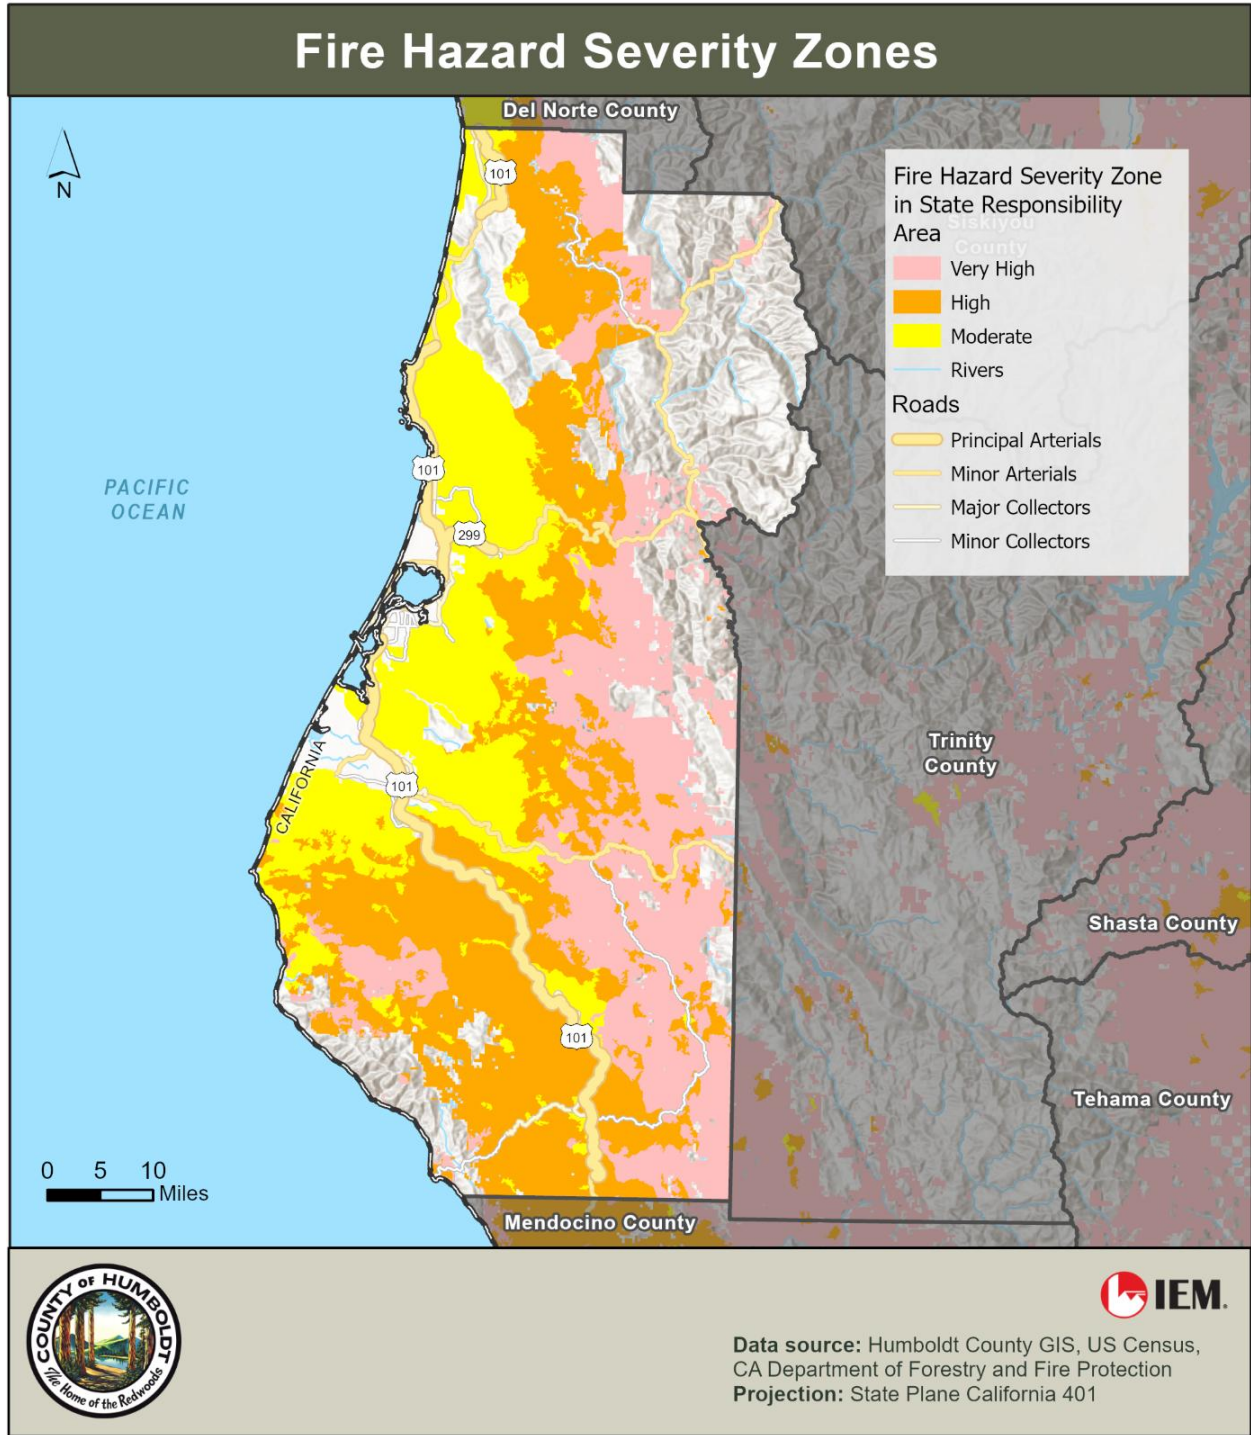 Fire Hazard Severity Zones
Del Norte County
N
101
Fire Hazard Severity Zone
in State Responsibility
Area
Siskiyou
County
Very High
High
Moderate
Rivers
Roads
Principal Arterials
Minor Arterials
Major Collectors
Minor Collectors
PACIFIC
OCEAN
101
299
CALIFORNIA
101
Trinity
County
Shasta County
101
Tehama County
0 5 10
Miles
Mendocino County
COUNTY OF HUMBOLDT
The Home of the Redwoods
IEM.
Data source: Humboldt County GIS, US Census,
CA Department of Forestry and Fire Protection
Projection: State Plane California 401